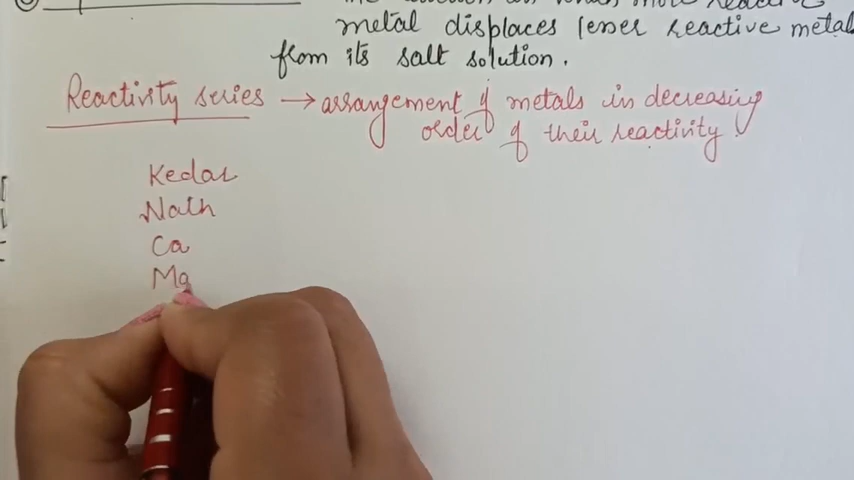 metal displaces lesser reactive metal
from its salt solution.
Reactivity series → arrangement of metals in decreasing
order of their reactivity
Kedar
Nath
Ca
Mg